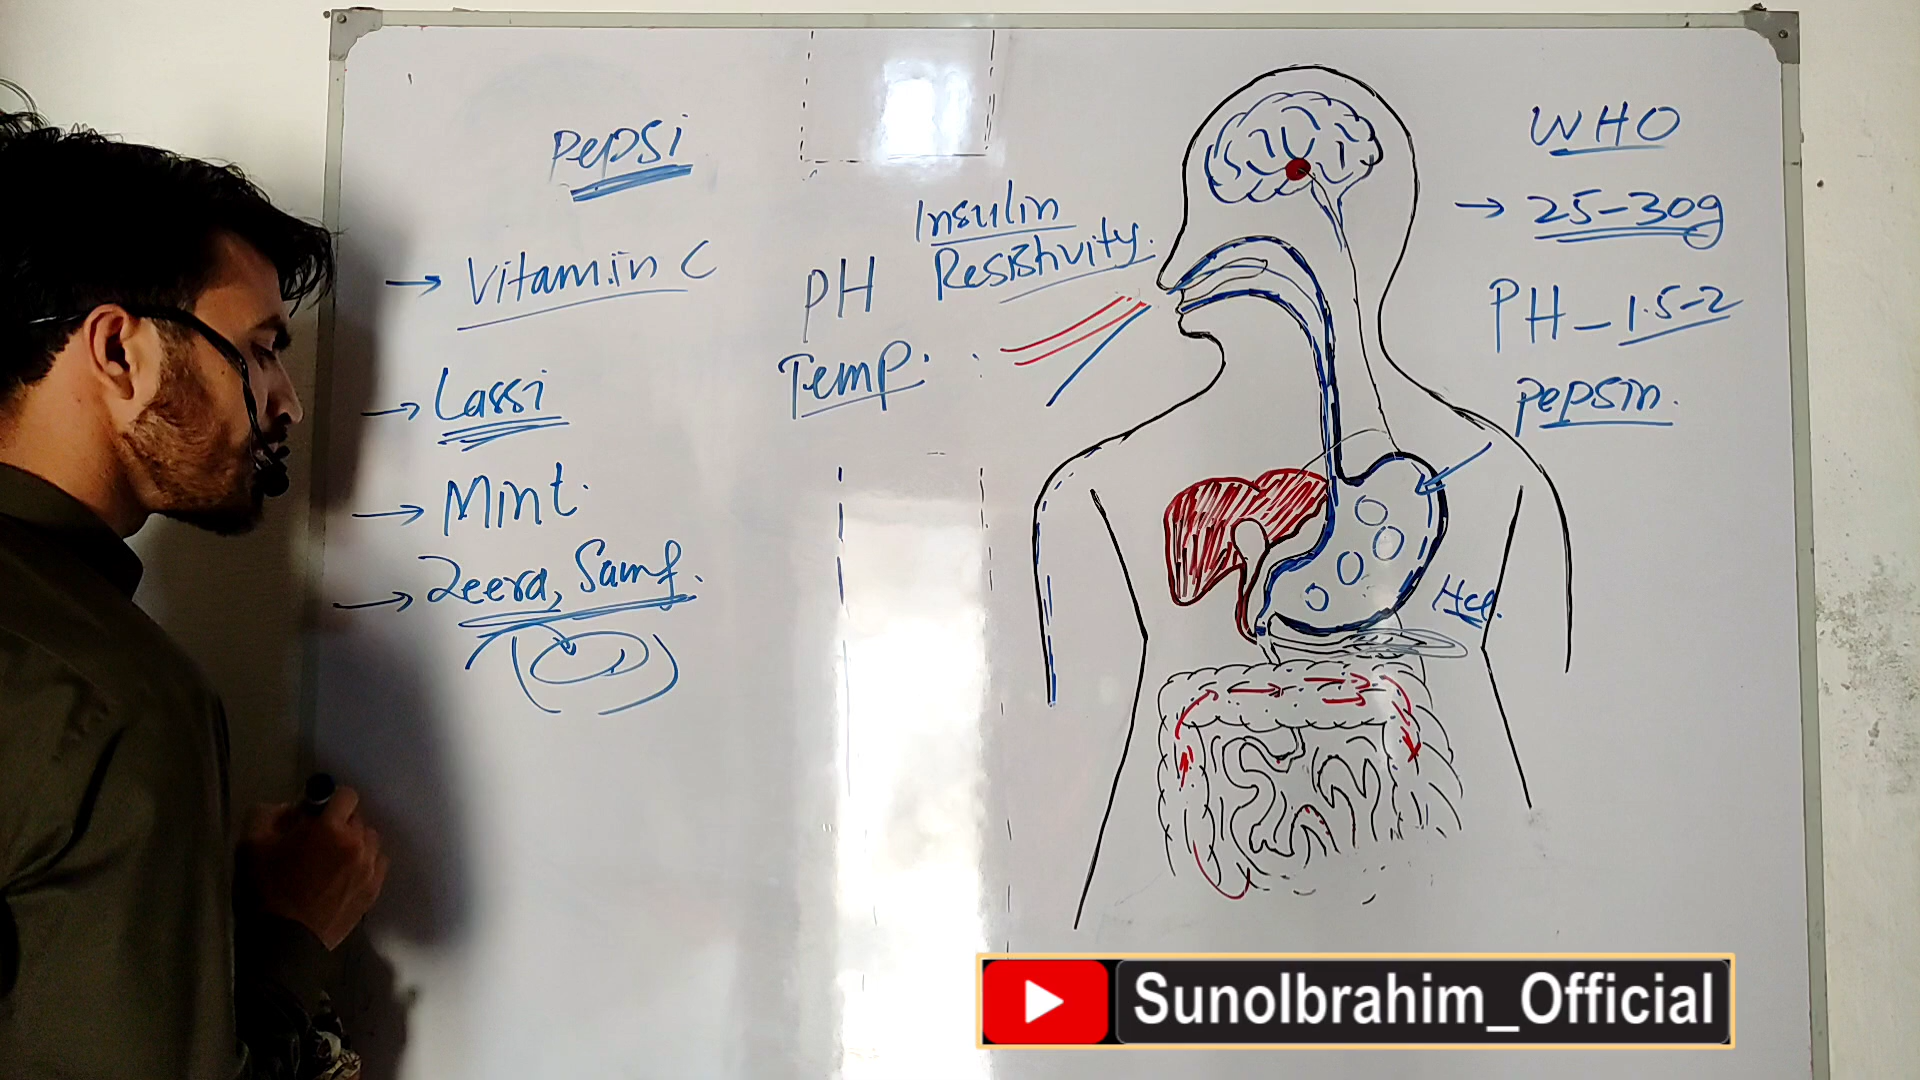 Pepsi
→ Vitamin C
→ Lassi
→ Mint.
→ Zeera, Samf.
Insulin
Resistivity.
PH
Temp.
WHO
→ 25-30g
PH - 1.5-2
Pepsin.
Hcl.
SunoIbrahim_Official